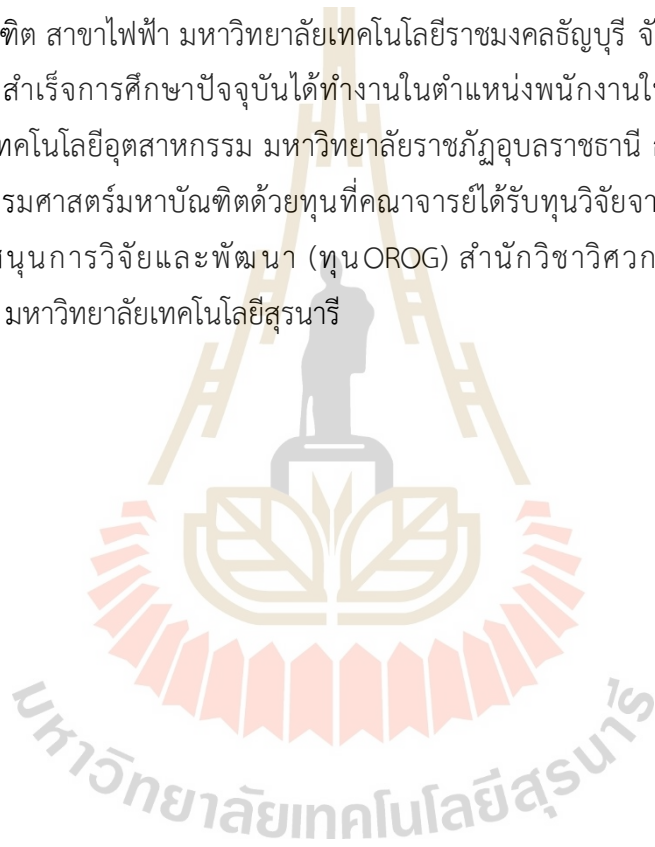 ฑิต สาขาไฟฟ้า มหาวิทยาลัยเทคโนโลยีราชมงคลธัญบุรี จั
สำเร็จการศึกษาปัจจุบันได้ทำงานในตำแหน่งพนักงานใน
ทคโนโลยีอุตสาหกรรม มหาวิทยาลัยราชภัฏอุบลราชธานี
รมศาสตร์มหาบัณฑิตด้วยทุนที่คณาจารย์ได้รับทุนวิจัยจา
สนุนการวิจัยและพัฒนา (ทุนOROG) สำนักวิชาวิศวก
มหาวิทยาลัยเทคโนโลยีสุรนารี
มหาวิทยาลัยเทคโนโลยีสุรนารี